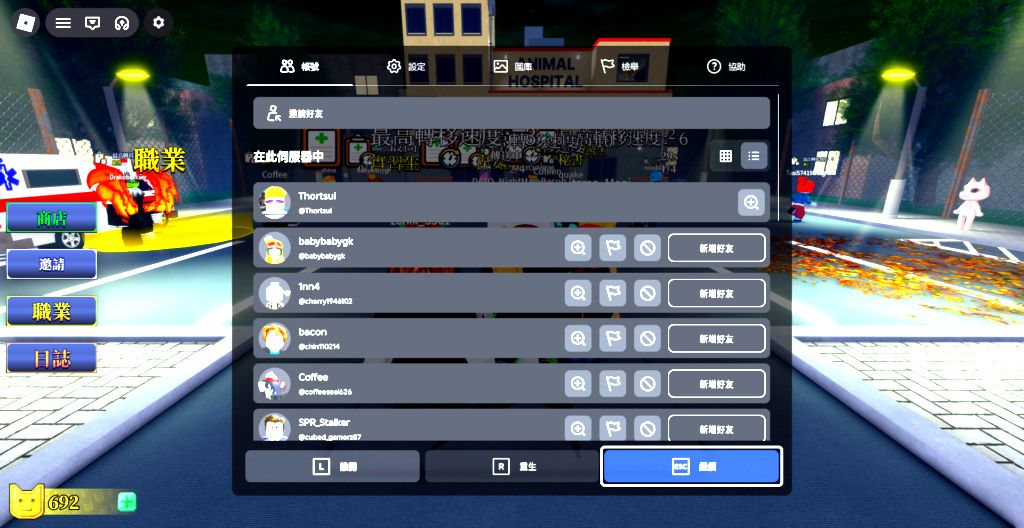 帳號
設定
圖庫
檢舉
協助
ANIMAL
HOSPITAL
邀請好友
在此伺服器中
職業
商店
邀請
職業
日誌
Thortsul
@Thortsul
babybabygk
@babybabygk
新增好友
1nn4
@cherry1946102
新增好友
bacon
@chin110214
新增好友
Coffee
@coffeeseel626
新增好友
SPR_Stalker
@cubed_gamerz87
新增好友
L 離開
R 重生
ESC 繼續
692